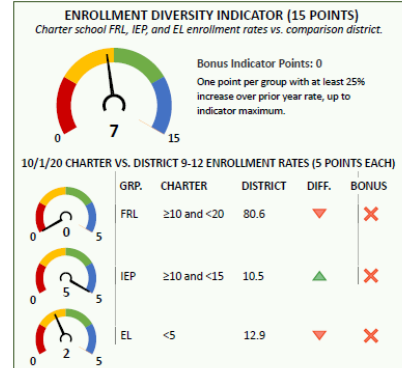 ENROLLMENT DIVERSITY INDICATOR (15 POINTS)
Charter school FRL, IEP, and EL enrollment rates vs. comparison district.
Bonus Indicator Points: 0
One point per group with at least 25%
increase over prior year rate, up to
indicator maximum.
0 15
7
10/1/20 CHARTER VS. DISTRICT 9-12 ENROLLMENT RATES (5 POINTS EACH)
GRP. CHARTER DISTRICT DIFF. BONUS
0 0 5 FRL ≥10 and <20 80.6
0 5 5 IEP ≥10 and <15 10.5
0 2 5 EL <5 12.9